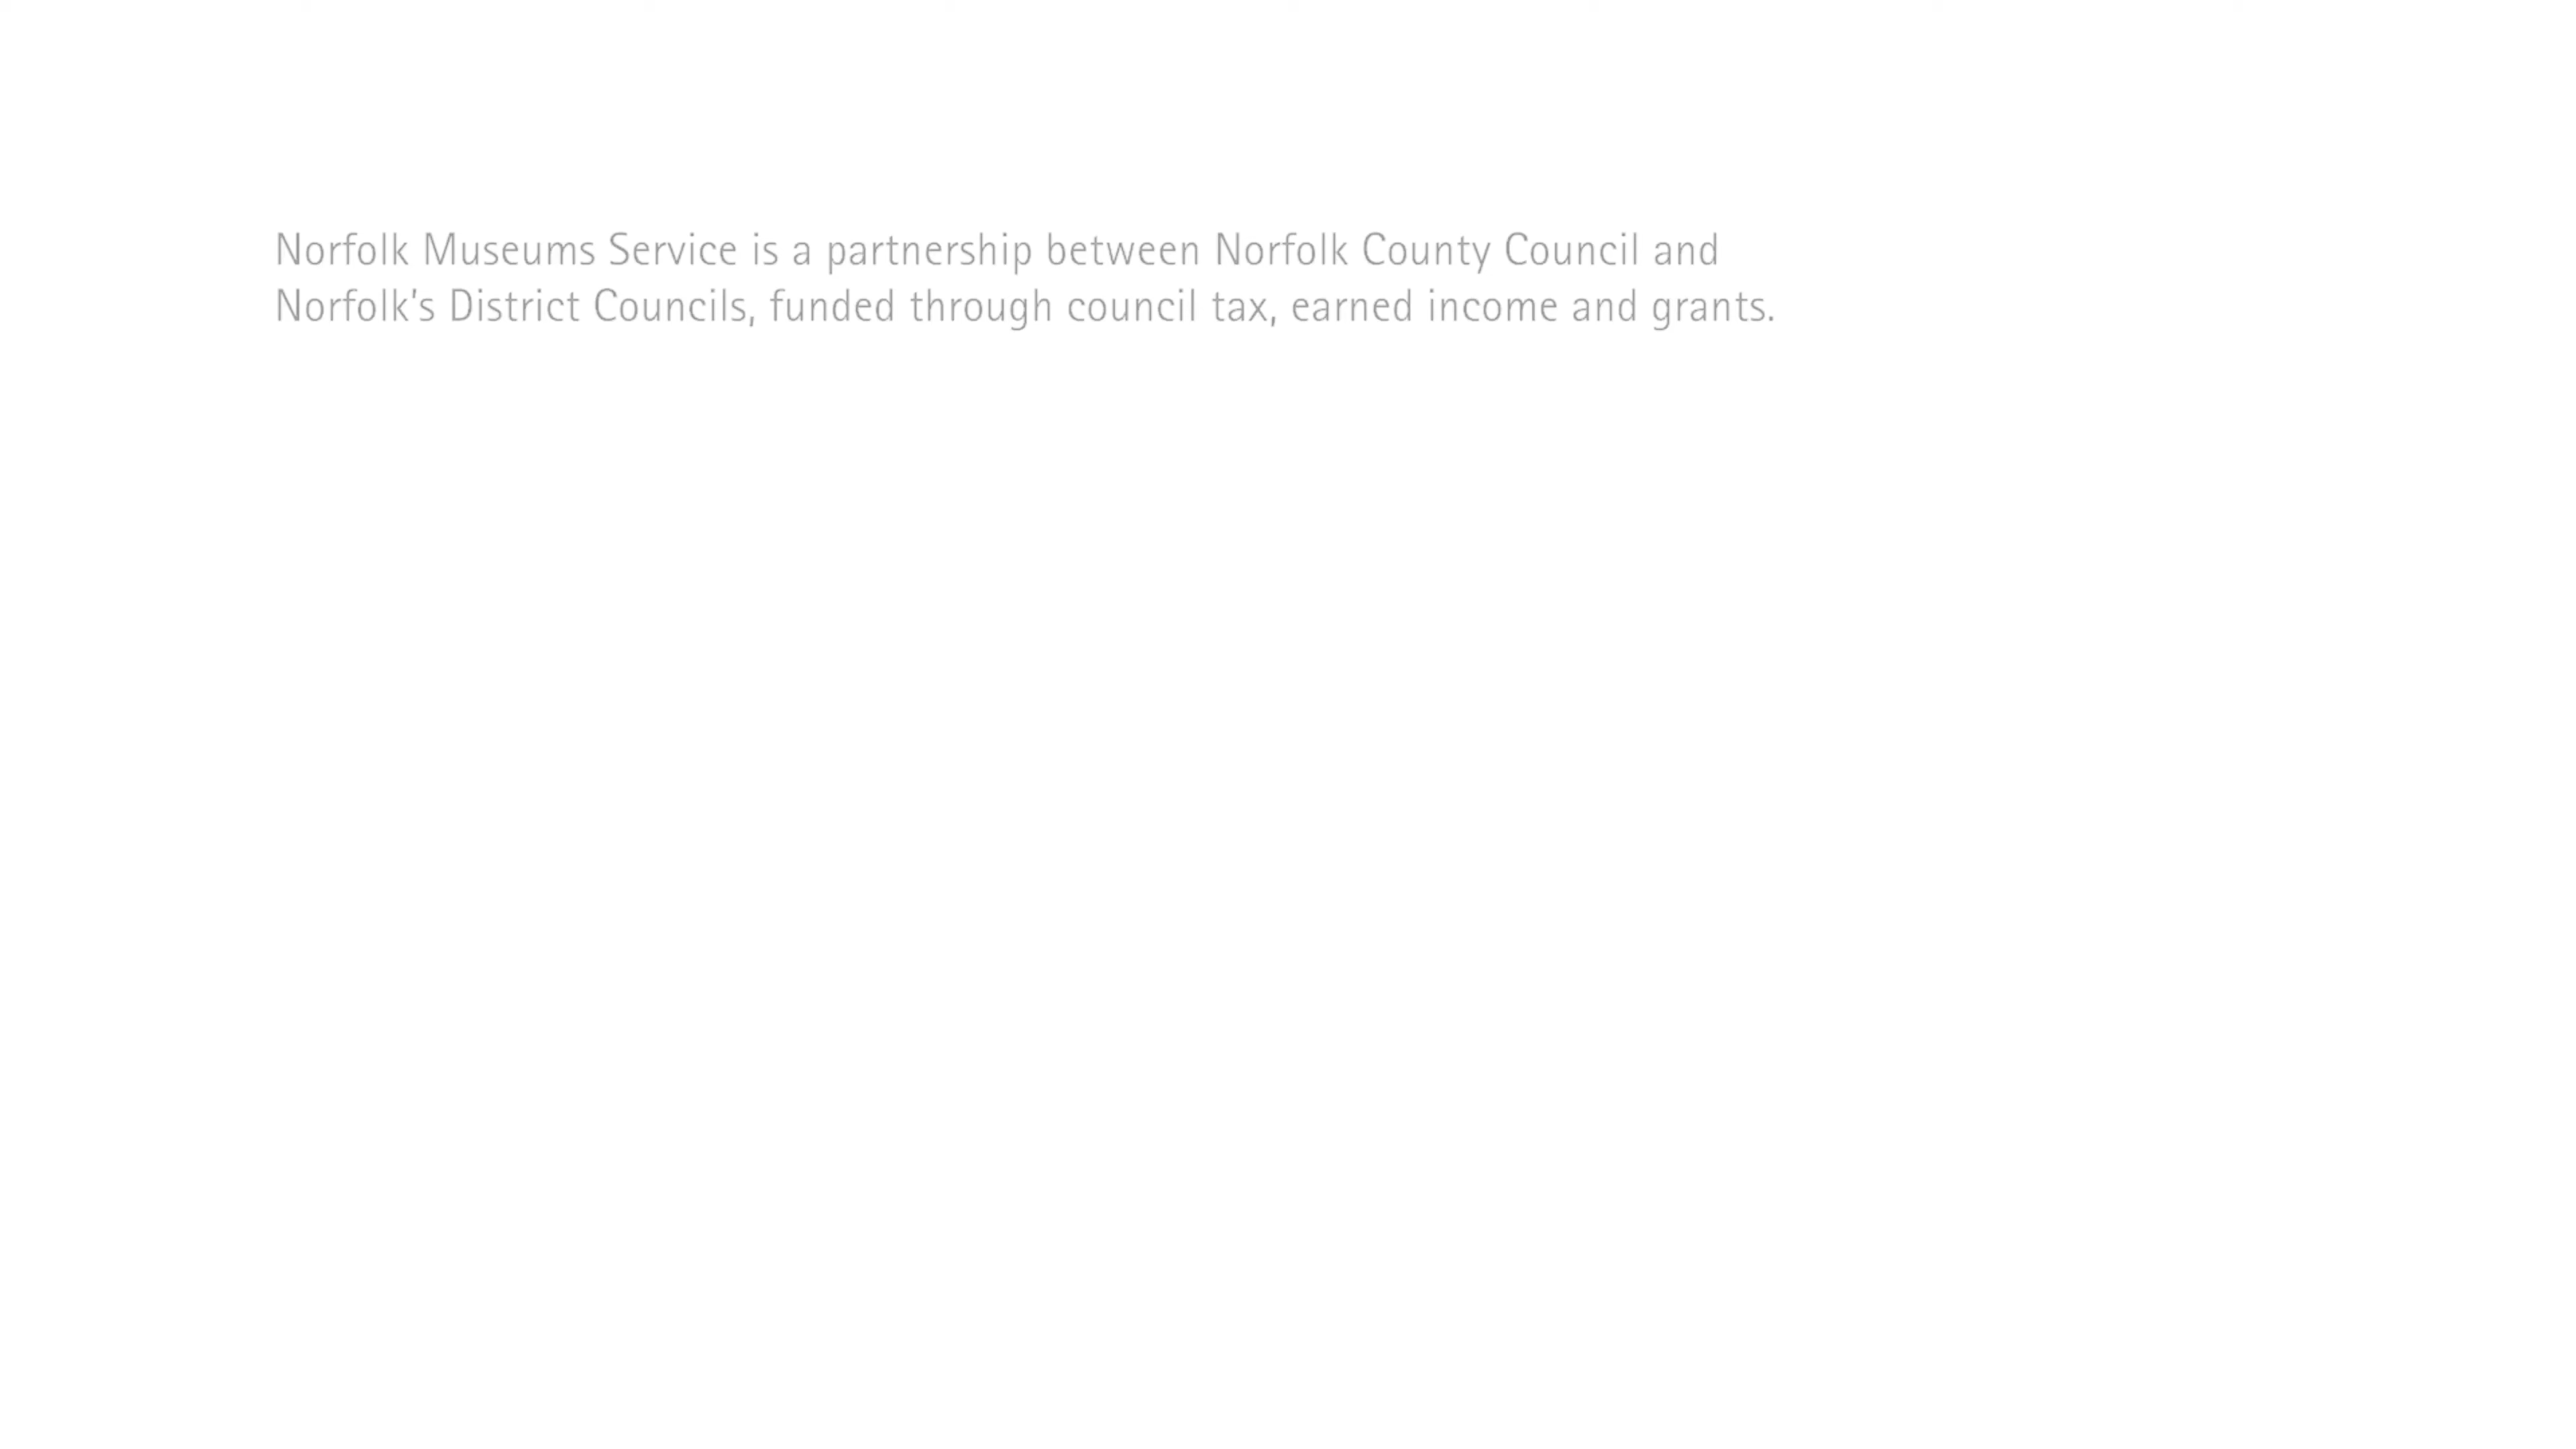 Norfolk Museums Service is a partnership between Norfolk County Council and
Norfolk’s District Councils, funded through council tax, earned income and grants.